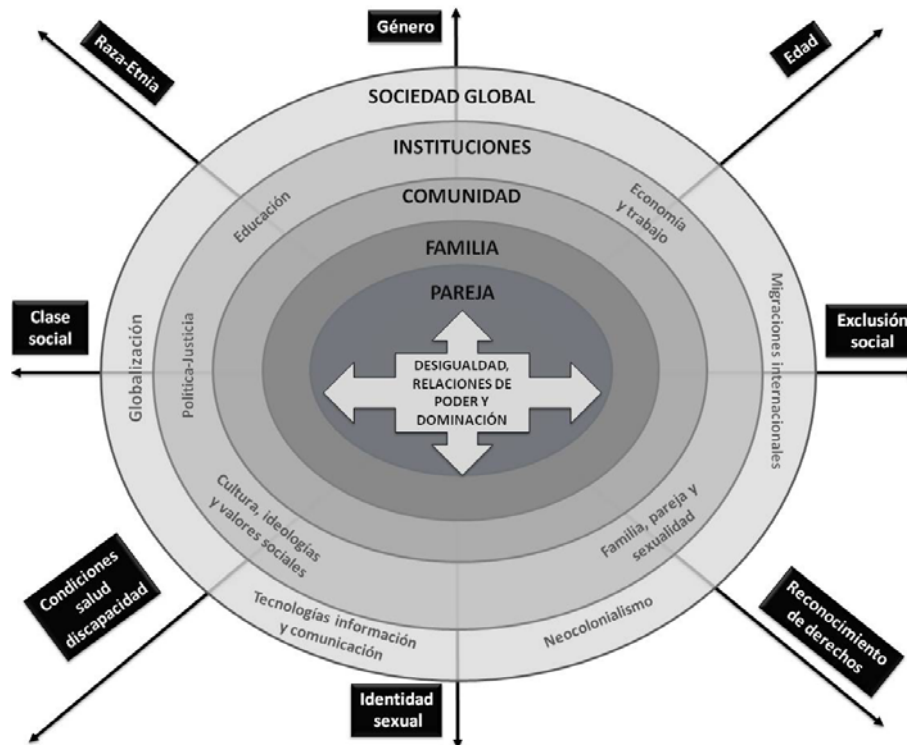 Género
Raza-Etnia
Edad
SOCIEDAD GLOBAL
INSTITUCIONES
COMUNIDAD
FAMILIA
PAREJA
DESIGUALDAD,
RELACIONES DE
PODER Y
DOMINACIÓN
Educación
Economía
y trabajo
Clase
social
Globalización
Política-Justicia
Migraciones internacionales
Exclusión
social
Cultura, ideologías
y valores sociales
Familia, pareja y
sexualidad
Tecnologías información
y comunicación
Neocolonialismo
Condiciones
salud
discapacidad
Identidad
sexual
Reconocimiento
de derechos